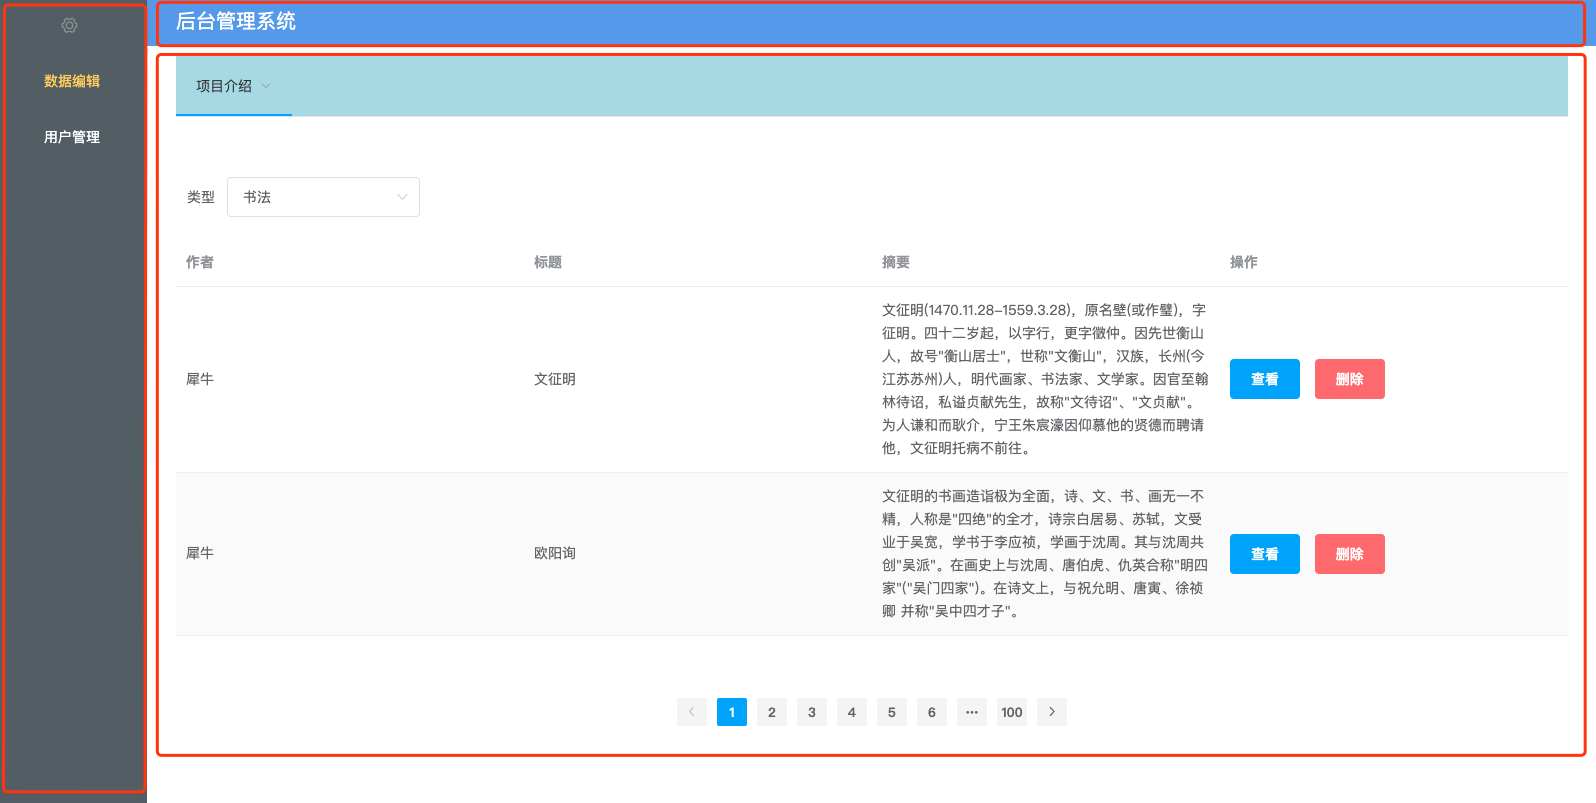 后台管理系统
数据编辑
用户管理
项目介绍
类型 书法
作者 标题 摘要 操作
文征明(1470.11.28-1559.3.28)，原名壁(或作璧)，字
征明。四十二岁起，以字行，更字徵仲。因先世衡山
人，故号"衡山居士"，世称"文衡山"，汉族，长州(今
犀牛 文征明 江苏苏州)人，明代画家、书法家、文学家。因官至翰 查看 删除
林待诏，私谥贞献先生，故称"文待诏"、"文贞献"。
为人谦和而耿介，宁王朱宸濠因仰慕他的贤德而聘请
他，文征明托病不前往。
文征明的书画造诣极为全面，诗、文、书、画无一不
精，人称是"四绝"的全才，诗宗白居易、苏轼，文受
业于吴宽，学书于李应祯，学画于沈周。其与沈周共
犀牛 欧阳询 创"吴派"。在画史上与沈周、唐伯虎、仇英合称"明四 查看 删除
家"("吴门四家")。在诗文上，与祝允明、唐寅、徐祯
卿 并称"吴中四才子"。
1 2 3 4 5 6 ··· 100